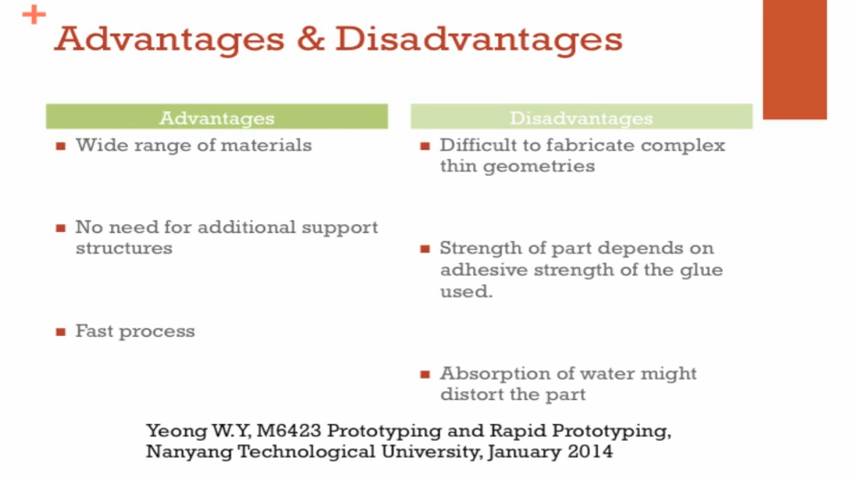 Advantages & Disadvantages
Advantages
Wide range of materials
No need for additional support
structures
Fast process
Disadvantages
Difficult to fabricate complex
thin geometries
Strength of part depends on
adhesive strength of the glue
used.
Absorption of water might
distort the part
Yeong W.Y, M6423 Prototyping and Rapid Prototyping,
Nanyang Technological University, January 2014